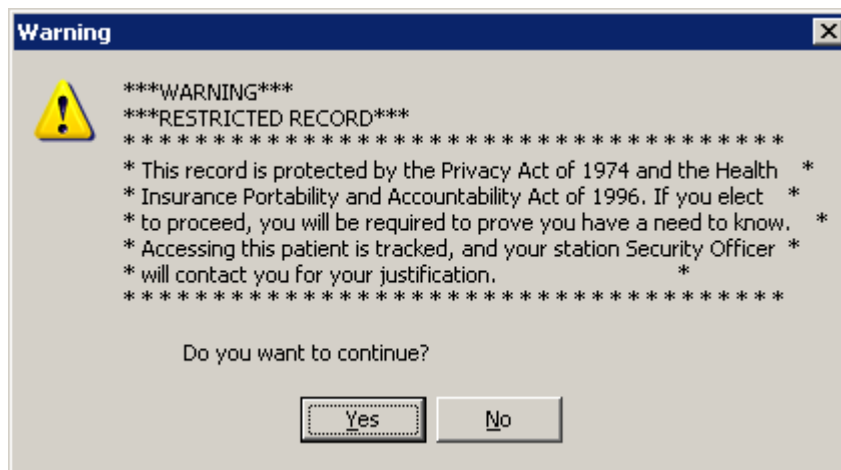 Warning
***WARNING***
***RESTRICTED RECORD***
* * * * * * * * * * * * * * * * * * * * * * * * * * * * * * * * * * * * *
* This record is protected by the Privacy Act of 1974 and the Health *
* Insurance Portability and Accountability Act of 1996. If you elect *
* to proceed, you will be required to prove you have a need to know. *
* Accessing this patient is tracked, and your station Security Officer *
* will contact you for your justification. *
* * * * * * * * * * * * * * * * * * * * * * * * * * * * * * * * * * * * *
Do you want to continue?
Yes No